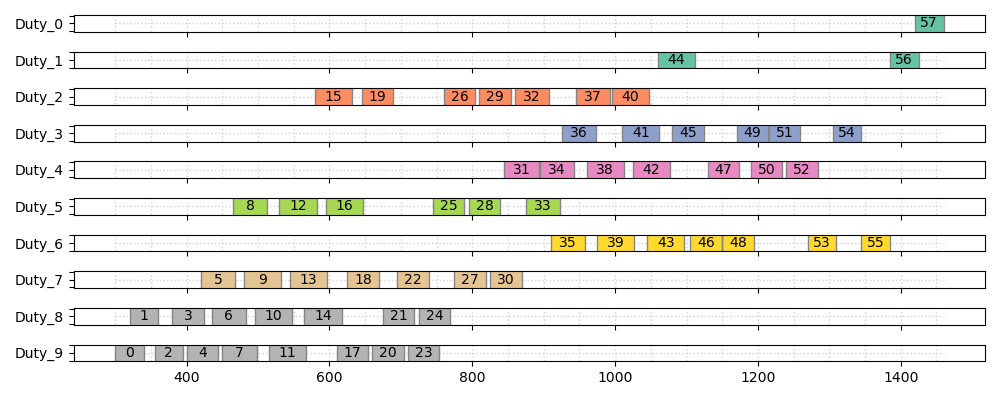 Duty_0 57
Duty_1 44 56
Duty_2 15 19 26 29 32 37 40
Duty_3 36 41 45 49 51 54
Duty_4 31 34 38 42 47 50 52
Duty_5 8 12 16 25 28 33
Duty_6 35 39 43 46 48 53 55
Duty_7 5 9 13 18 22 27 30
Duty_8 1 3 6 10 14 21 24
Duty_9 0 2 4 7 11 17 20 23
400 600 800 1000 1200 1400